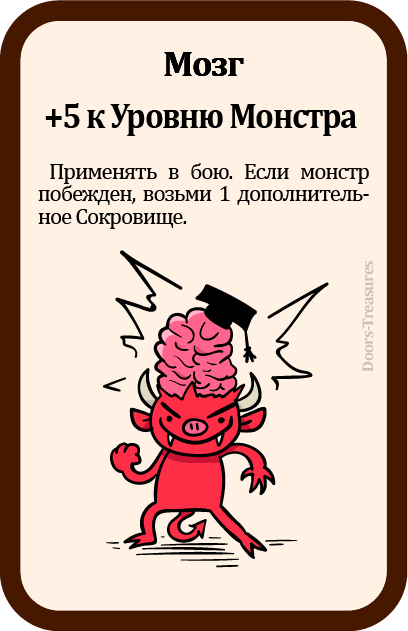 Мозг
+5 к Уровню Монстра
Применять в бою. Если монстр
побежден, возьми 1 дополнитель-
ное Сокровище.
Doors-Treasures